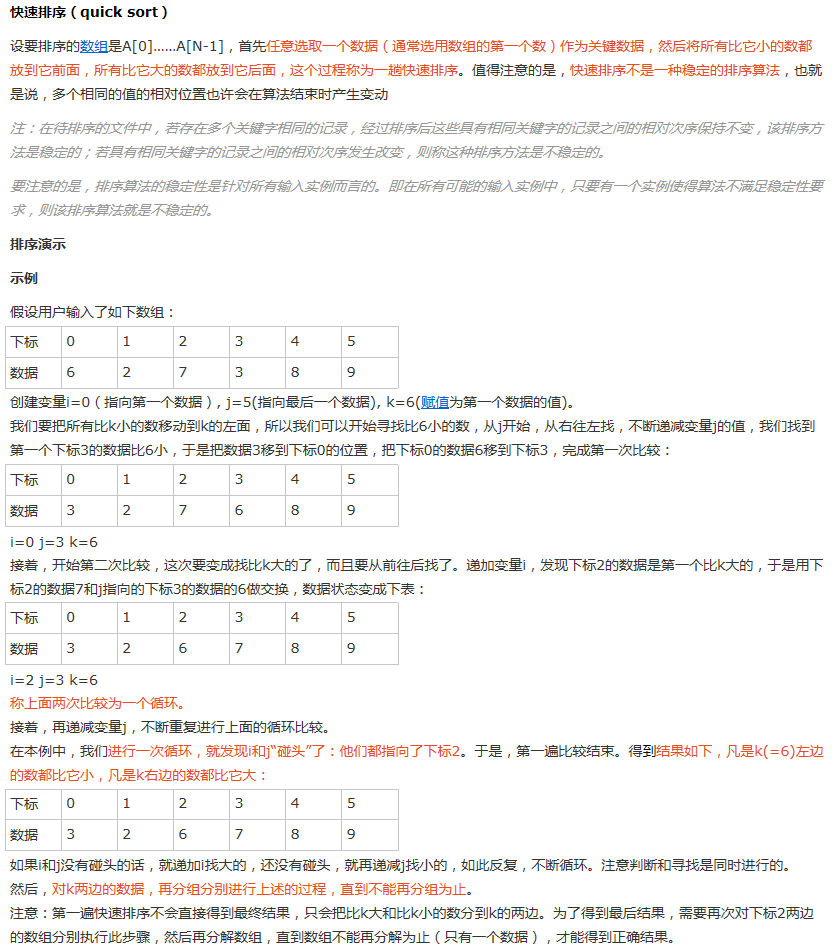 快速排序（quick sort）
设要排序的数组是A[0]……A[N-1]，首先任意选取一个数据（通常选用数组的第一个数）作为关键数据，然后将所有比它小的数都
放到它前面，所有比它大的数都放到它后面，这个过程称为一趟快速排序。值得注意的是，快速排序不是一种稳定的排序算法，也就
是说，多个相同的值的相对位置也许会在算法结束时产生变动
注：在待排序的文件中，若存在多个关键字相同的记录，经过排序后这些具有相同关键字的记录之间的相对次序保持不变，该排序方
法是稳定的；若具有相同关键字的记录之间的相对次序发生改变，则称这种排序方法是不稳定的。
要注意的是，排序算法的稳定性是针对所有输入实例而言的。即在所有可能的输入实例中，只要有一个实例使得算法不满足稳定性要
求，则该排序算法就是不稳定的。
排序演示
示例
假设用户输入了如下数组：
下标 0 1 2 3 4 5
数据 6 2 7 3 8 9
创建变量i=0（指向第一个数据）, j=5(指向最后一个数据), k=6(赋值为第一个数据的值)。
我们要把所有比k小的数移动到k的左面，所以我们可以开始寻找比6小的数，从j开始，从右往左找，不断递减变量j的值，我们找到
第一个下标3的数据比6小，于是把数据3移到下标0的位置，把下标0的数据6移到下标3，完成第一次比较：
下标 0 1 2 3 4 5
数据 3 2 7 6 8 9
i=0 j=3 k=6
接着，开始第二次比较，这次要变成找比k大的了，而且要从前往后找了。递加变量i，发现下标2的数据是第一个比k大的，于是用下
标2的数据7和j指向的下标3的数据的6做交换，数据状态变成下表：
下标 0 1 2 3 4 5
数据 3 2 6 7 8 9
i=2 j=3 k=6
称上面两次比较为一个循环。
接着，再递减变量j，不断重复进行上面的循环比较。
在本例中，我们进行一次循环，就发现i和j“碰头”了：他们都指向了下标2。于是，第一遍比较结束。得到结果如下，凡是k(=6)左边
的数都比它小，凡是k右边的数都比它大：
下标 0 1 2 3 4 5
数据 3 2 6 7 8 9
如果i和j没有碰头的话，就递加i找大的，还没有碰头，就再递减j找小的，如此反复，不断循环。注意判断和寻找是同时进行的。
然后，对k两边的数据，再分组分别进行上述的过程，直到不能再分组为止。
注意：第一遍快速排序不会直接得到最终结果，只会把比k大和比k小的数分到k的两边。为了得到最后结果，需要再次对下标2两边
的数组分别执行此步骤，然后再分解数组，直到数组不能再分解为止（只有一个数据），才能得到正确结果。